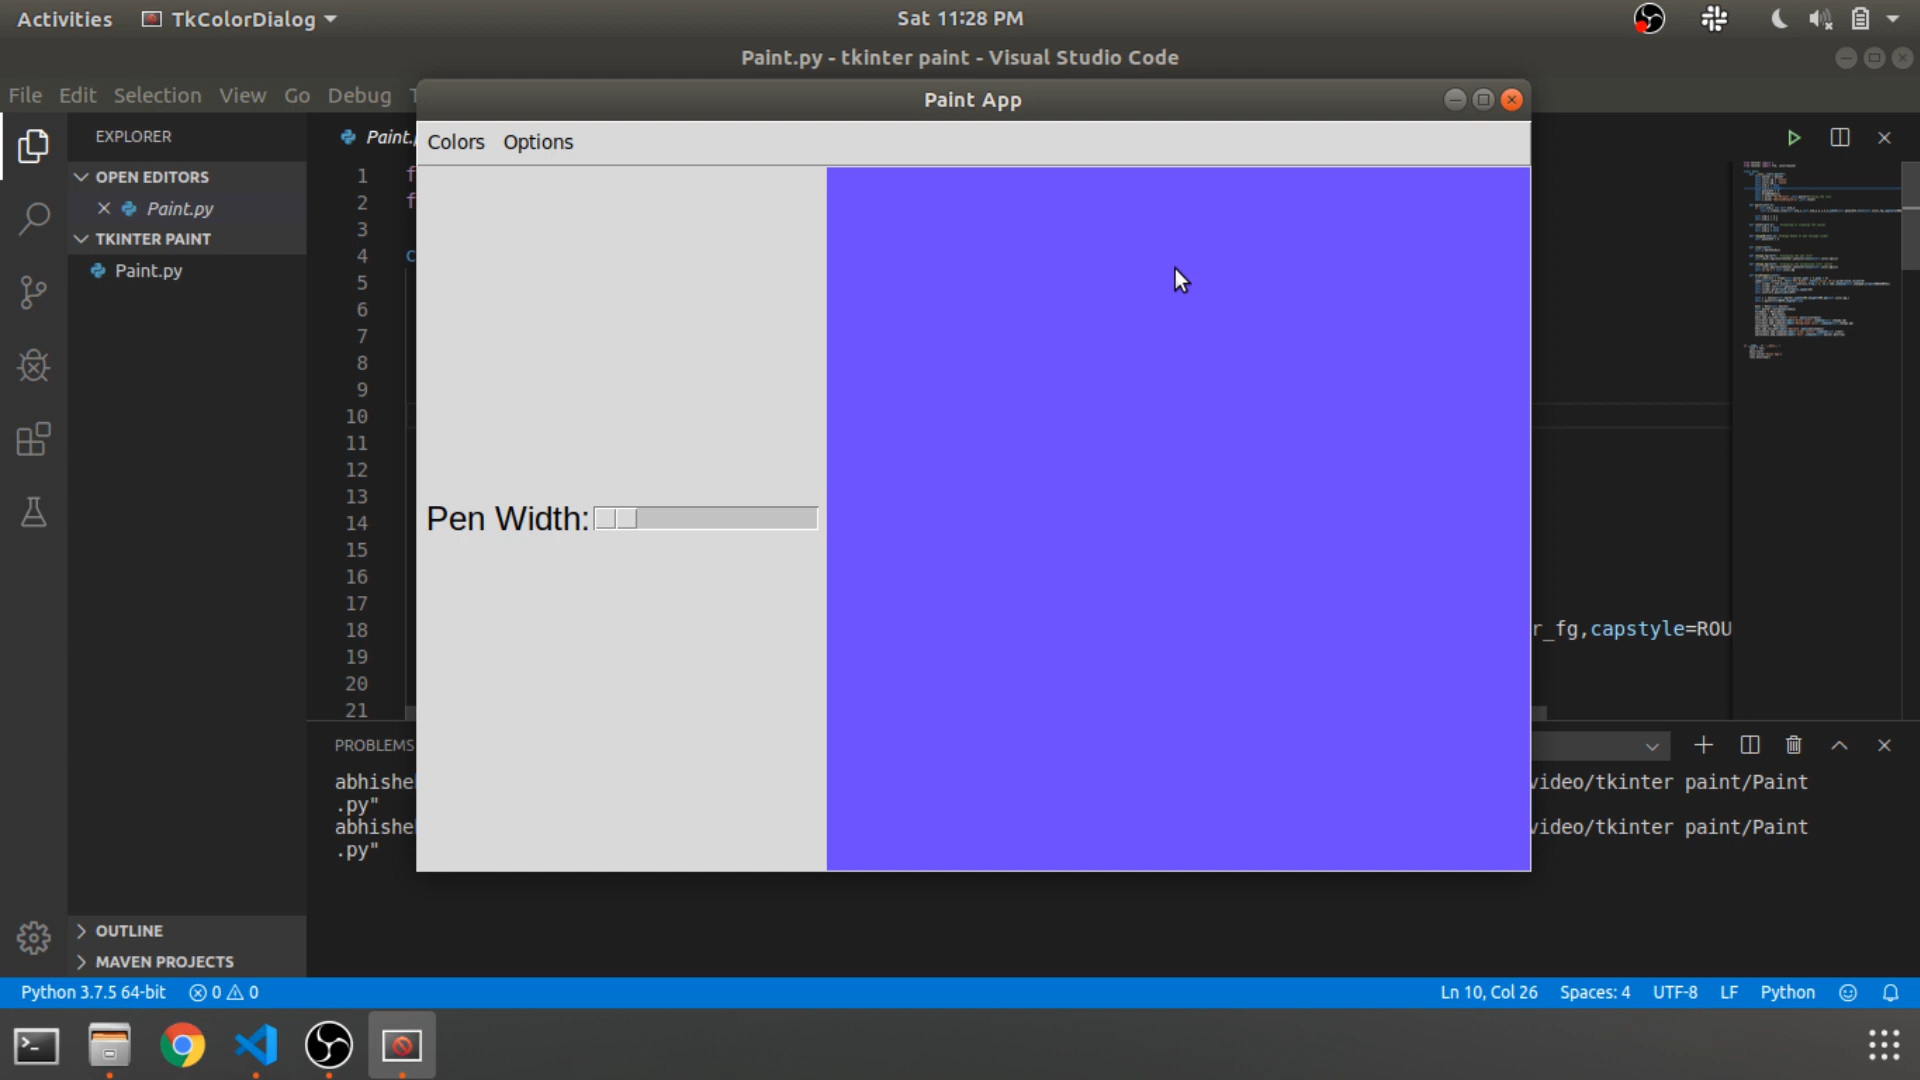 Activities
TkColorDialog
Sat 11:28 PM
Paint.py - tkinter paint - Visual Studio Code
File Edit Selection View Go Debug
Paint App
EXPLORER
Paint.
Colors Options
OPEN EDITORS
Paint.py
TKINTER PAINT
Paint.py
1
2
3
4
5
6
7
8
9
10
11
12
13
14
15
16
17
18
19
20
21
f
f
c
Pen Width:
r_fg,capstyle=ROU
PROBLEMS
abhishe
video/tkinter paint/Paint
.py"
abhishe
video/tkinter paint/Paint
.py"
OUTLINE
MAVEN PROJECTS
Python 3.7.5 64-bit
0
0
Ln 10, Col 26
Spaces: 4
UTF-8
LF
Python